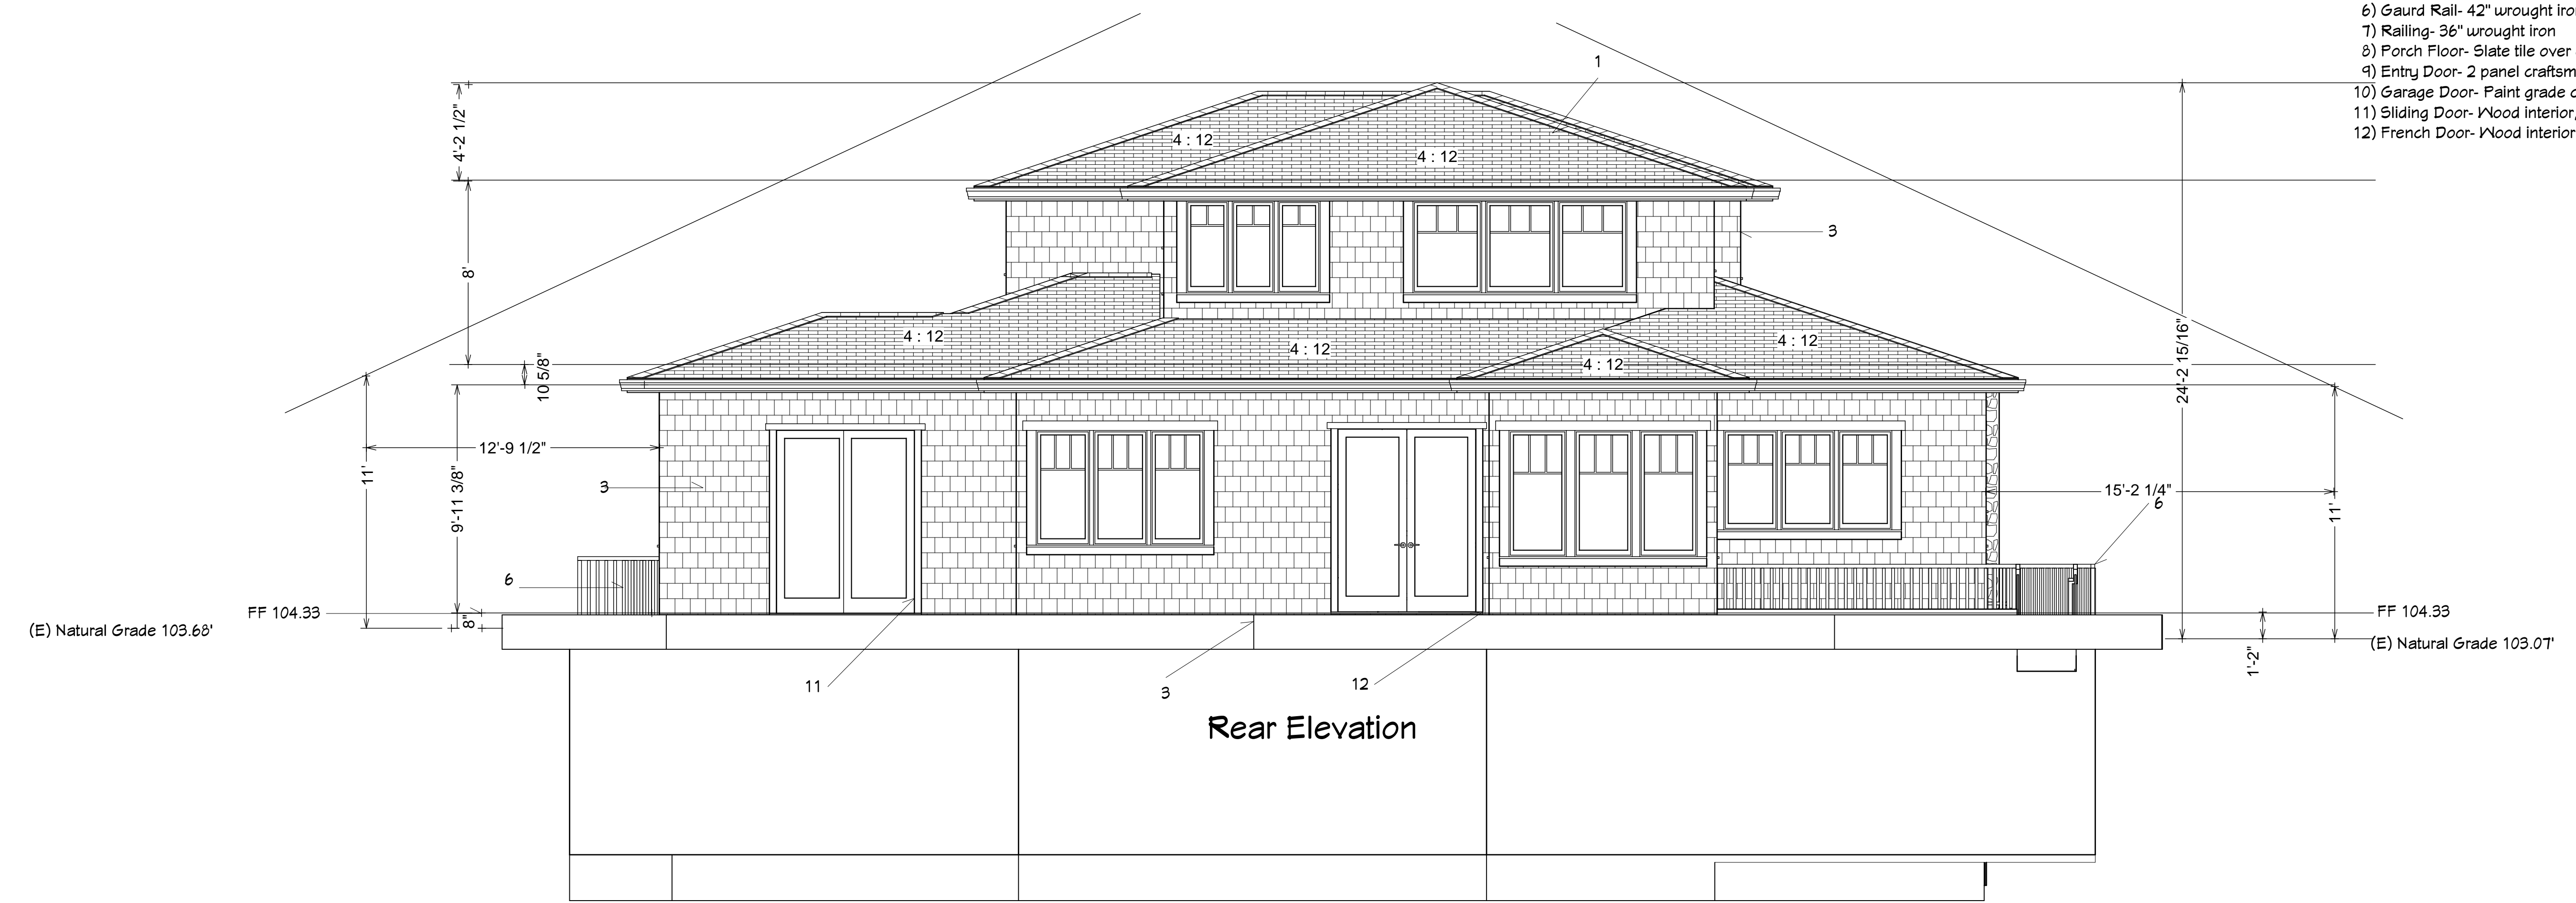 6) Gaurd Rail- 42" wrought iro
7) Railing- 36" wrought iron
8) Porch Floor- Slate tile over
9) Entry Door- 2 panel craftsm
10) Garage Door- Paint grade c
11) Sliding Door- Wood interior,
12) French Door- Wood interior
1
4'-2 1/2"
4 : 12
4 : 12
3
8'
4 : 12
4 : 12
4 : 12
4 : 12
24'-2 15/16"
10 5/8"
12'-9 1/2"
11'
9'-11 3/8"
3
15'-2 1/4"
6
11'
6
FF 104.33
8"
(E) Natural Grade 103.68'
FF 104.33
(E) Natural Grade 103.07'
1'-2"
11
3
12
Rear Elevation